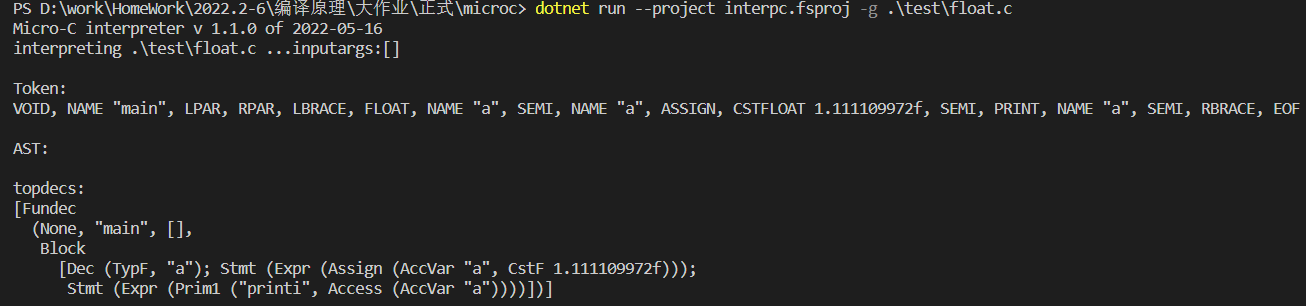 PS D:\work\HomeWork\2022.2-6\编译原理\大作业\正式\microc> dotnet run --project interpc.fsproj -g .\test\float.c
Micro-C interpreter v 1.1.0 of 2022-05-16
interpreting .\test\float.c ...inputargs:[]
Token:
VOID, NAME "main", LPAR, RPAR, LBRACE, FLOAT, NAME "a", SEMI, NAME "a", ASSIGN, CSTFLOAT 1.111109972f, SEMI, PRINT, NAME "a", SEMI, RBRACE, EOF
AST:
topdecs:
[Fundec
(None, "main", [],
Block
[Dec (TypF, "a"); Stmt (Expr (Assign (AccVar "a", CstF 1.111109972f)));
Stmt (Expr (Prim1 ("printi", Access (AccVar "a"))))])]